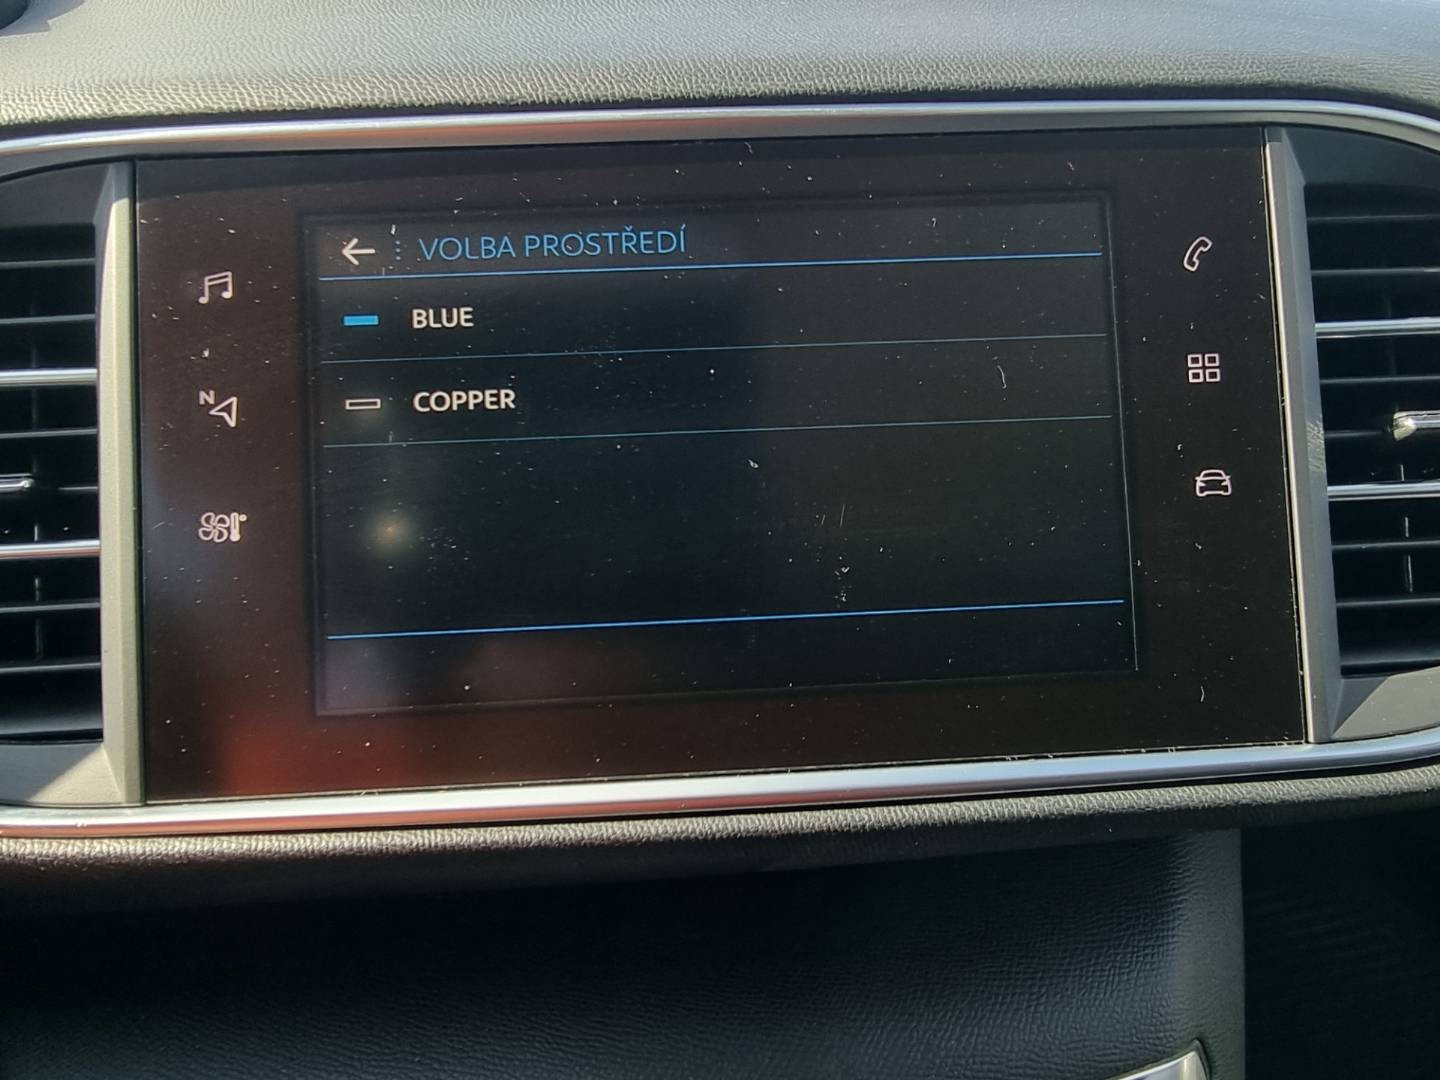 VOLBA PROSTŘEDÍ
BLUE
COPPER
N